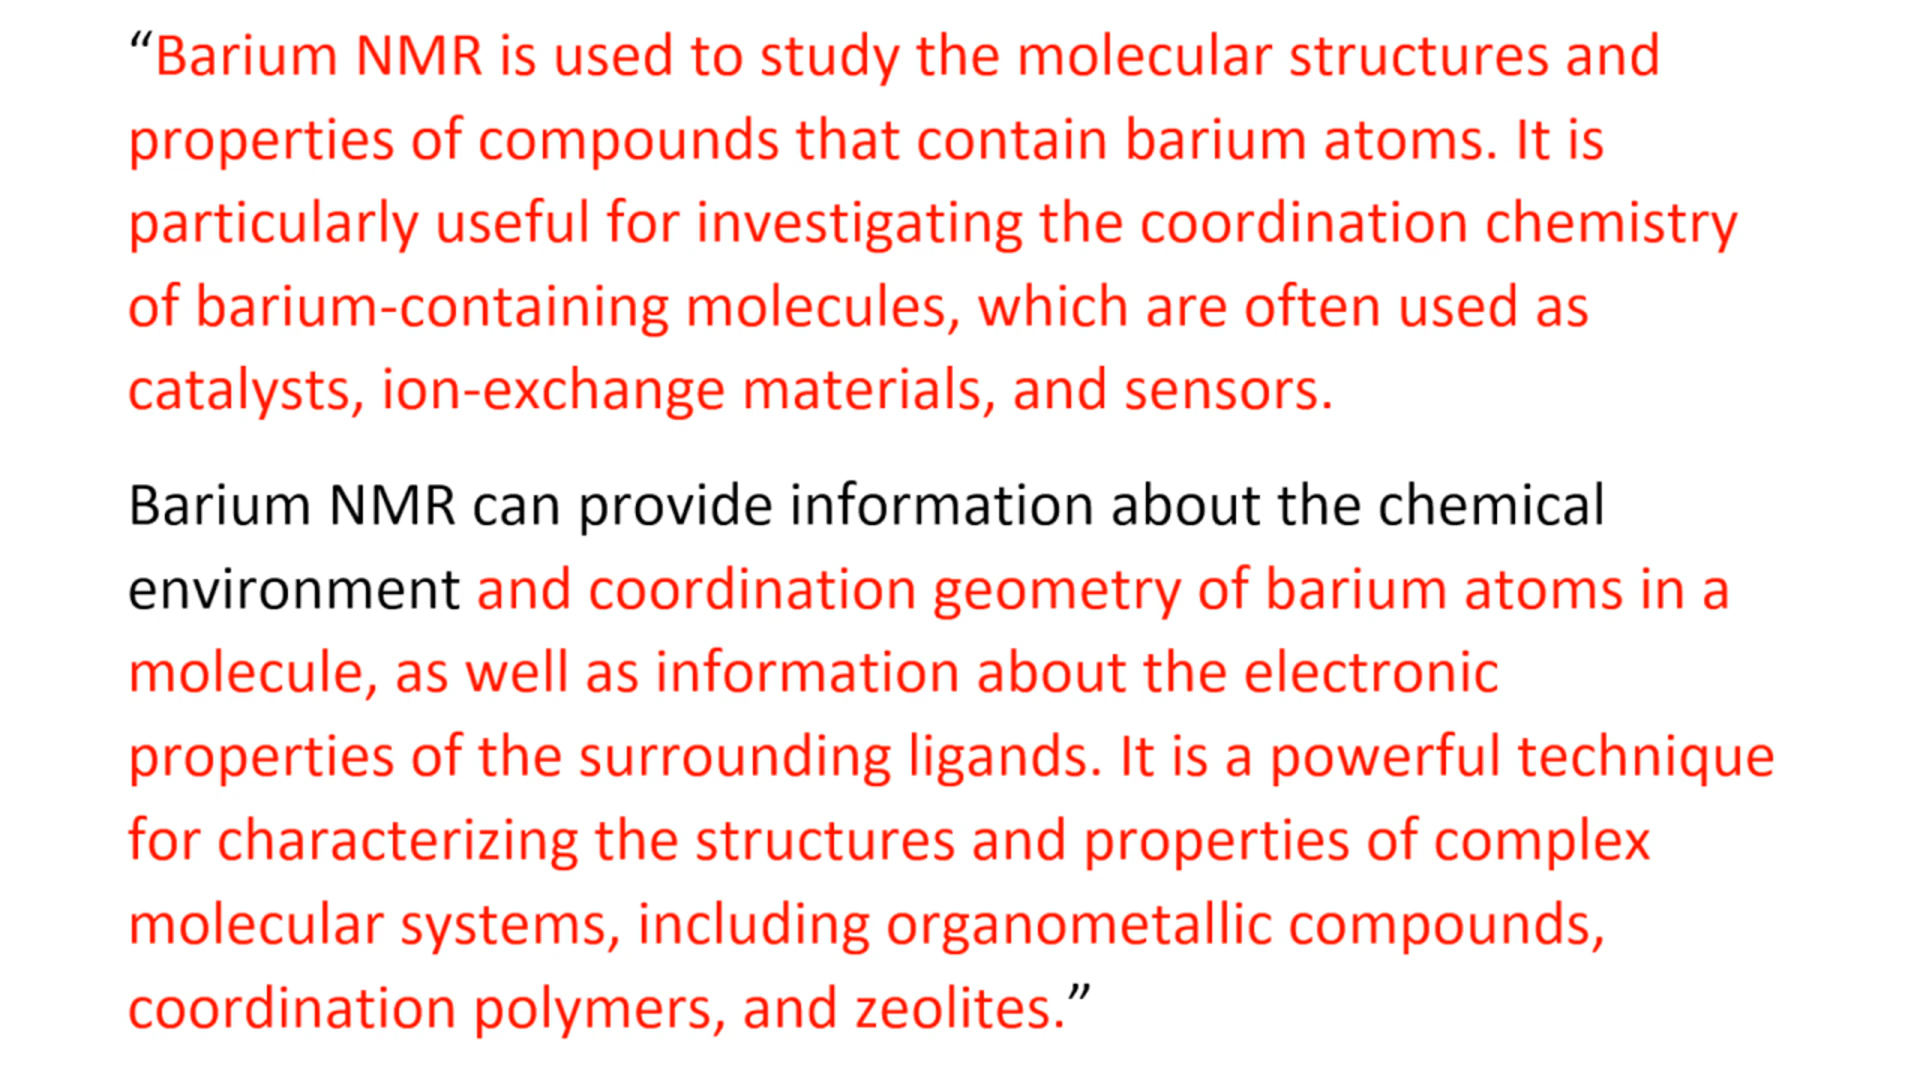 “Barium NMR is used to study the molecular structures and
properties of compounds that contain barium atoms. It is
particularly useful for investigating the coordination chemistry
of barium-containing molecules, which are often used as
catalysts, ion-exchange materials, and sensors.
Barium NMR can provide information about the chemical
environment and coordination geometry of barium atoms in a
molecule, as well as information about the electronic
properties of the surrounding ligands. It is a powerful technique
for characterizing the structures and properties of complex
molecular systems, including organometallic compounds,
coordination polymers, and zeolites.”